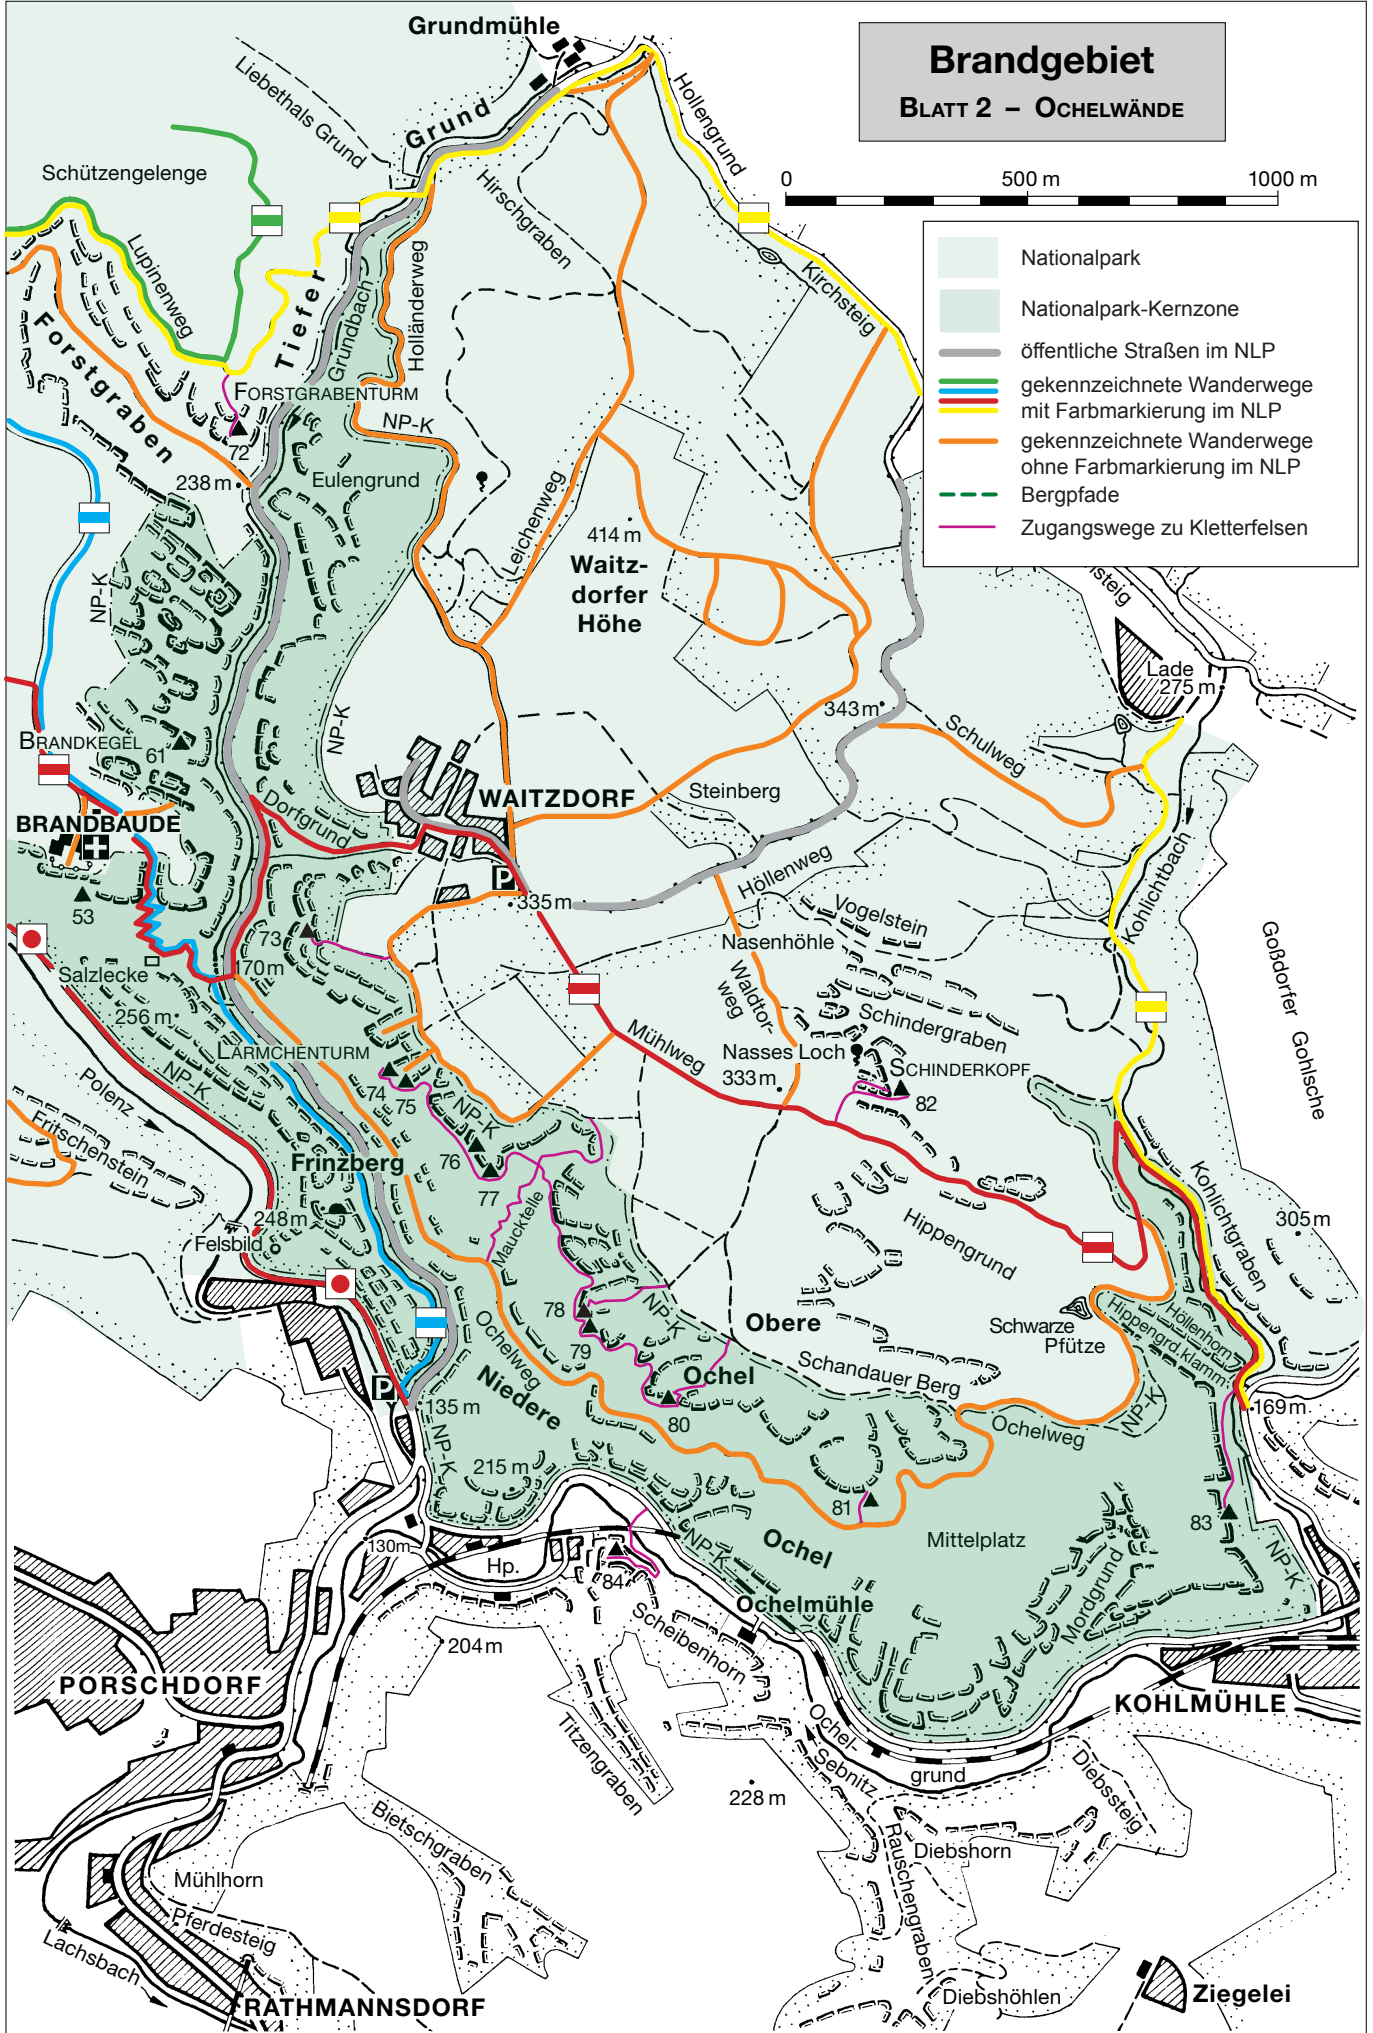 Brandgebiet
BLATT 2 – OCHELWÄNDE
0 500 m 1000 m
Nationalpark
Nationalpark-Kernzone
öffentliche Straßen im NLP
gekennzeichnete Wanderwege
mit Farbmarkierung im NLP
gekennzeichnete Wanderwege
ohne Farbmarkierung im NLP
Bergpfade
Zugangswege zu Kletterfelsen
Grundmühle
Liebethals Grund
Grund
Hollengrund
Schützengelenge
Hirschgraben
Lupinenweg
Tiefer
Grundbach
Holländerweg
Kirchsteig
Forstgraben
FORSTGRABENTURM
NP-K
72
238 m
Eulengrund
Leichenweg
414 m
Waitz-
dorfer
Höhe
NP-K
nsteig
Lade
275 m
NP-K
343 m
Schulweg
BRANDKEGEL
61
Steinberg
WAITZDORF
Dorfgrund
BRANDBAUDE
Kohlichtbach
Höllenweg
P
335 m
53
Vogelstein
73
Nasenhöhle
Goßdorfer Gohlsche
170 m
Salzlecke
Waldtor-
weg
256 m
Schindergraben
Mühlweg
LÄRMCHENTURM
Nasses Loch
SCHINDERKOPF
333 m
NP-K
Polenz
74
75
82
NP-K
Fritschenstein
76
Frinzberg
77
Kohlichtgraben
Mauckteile
248 m
305 m
Felsbild
Hippengrund
78
NP-K
Obere
Schwarze
Pfütze
Hippengrd.klamm
Höllenhorn
79
Ochelweg
Schandauer Berg
Niedere
Ochel
P
135 m
80
Ochelweg
NP-K
169 m
NP-K
215 m
81
83
130 m
Hp.
NP-K
Ochel
Mittelplatz
NP-K
84
Ochelmühle
Mordgrund
Scheibenhorn
204 m
PORSCHDORF
KOHLMÜHLE
Titzengraben
Ochel-
grund
Sebnitz
Diebssteig
228 m
Bietschgraben
Rauschengraben
Diebshorn
Mühlhorn
Pferdesteig
Lachsbach
RATHMANNSDORF
Diebshöhlen
Ziegelei